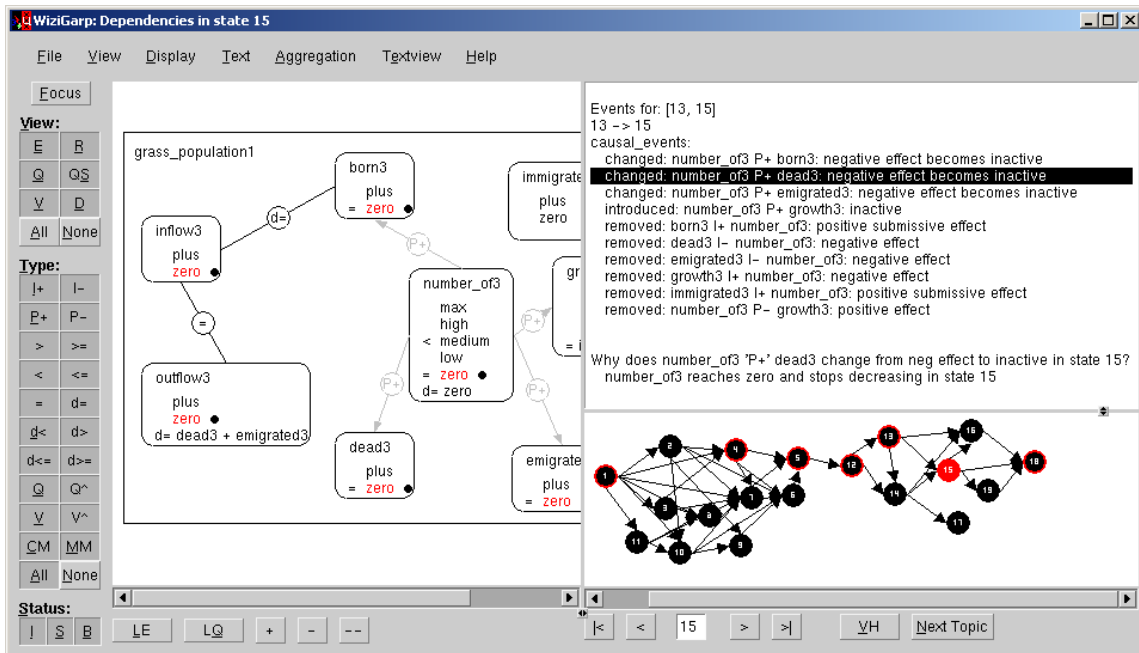 WiziGarp: Dependencies in state 15
File View Display Text Aggregation Textview Help
Focus
View:
E R
Q QS
V D
All None
Type:
I+ I-
P+ P-
> >=
< <=
= d=
d< d>
d<= d>=
Q Q^
V V^
CM MM
All None
Status:
I S B
grass_population1
born3
plus
= zero
d=
inflow3
plus
zero
=
outflow3
plus
zero
d= dead3 + emigrated3
P+
number_of3
max
high
< medium
low
= zero
d= zero
P+
P+
P+
dead3
plus
= zero
immigrate
plus
zero
gr
= i
emigrate
plus
= zero
LE LQ + - --
Events for: [13, 15]
13 -> 15
causal_events:
changed: number_of3 P+ born3: negative effect becomes inactive
changed: number_of3 P+ dead3: negative effect becomes inactive
changed: number_of3 P+ emigrated3: negative effect becomes inactive
introduced: number_of3 P+ growth3: inactive
removed: born3 I+ number_of3: positive submissive effect
removed: dead3 I- number_of3: negative effect
removed: emigrated3 I- number_of3: negative effect
removed: growth3 I+ number_of3: negative effect
removed: immigrated3 I+ number_of3: positive submissive effect
removed: number_of3 P- growth3: positive effect
Why does number_of3 'P+' dead3 change from neg effect to inactive in state 15?
number_of3 reaches zero and stops decreasing in state 15
1
2
3
4
5
6
7
8
9
10
11
12
13
14
15
16
17
18
19
|< < 15 > >| VH Next Topic